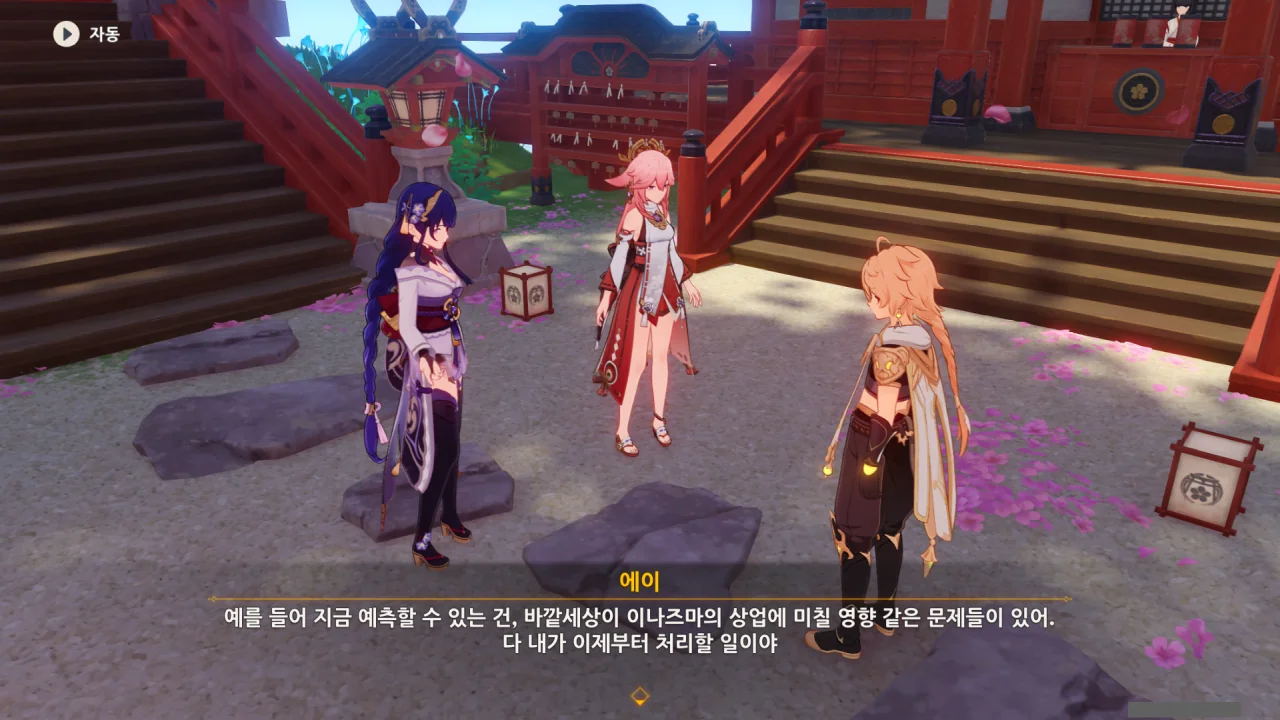 자동
에이
예를 들어 지금 예측할 수 있는 건, 바깥세상이 이나즈마의 상업에 미칠 영향 같은 문제들이 있어.
다 내가 이제부터 처리할 일이야